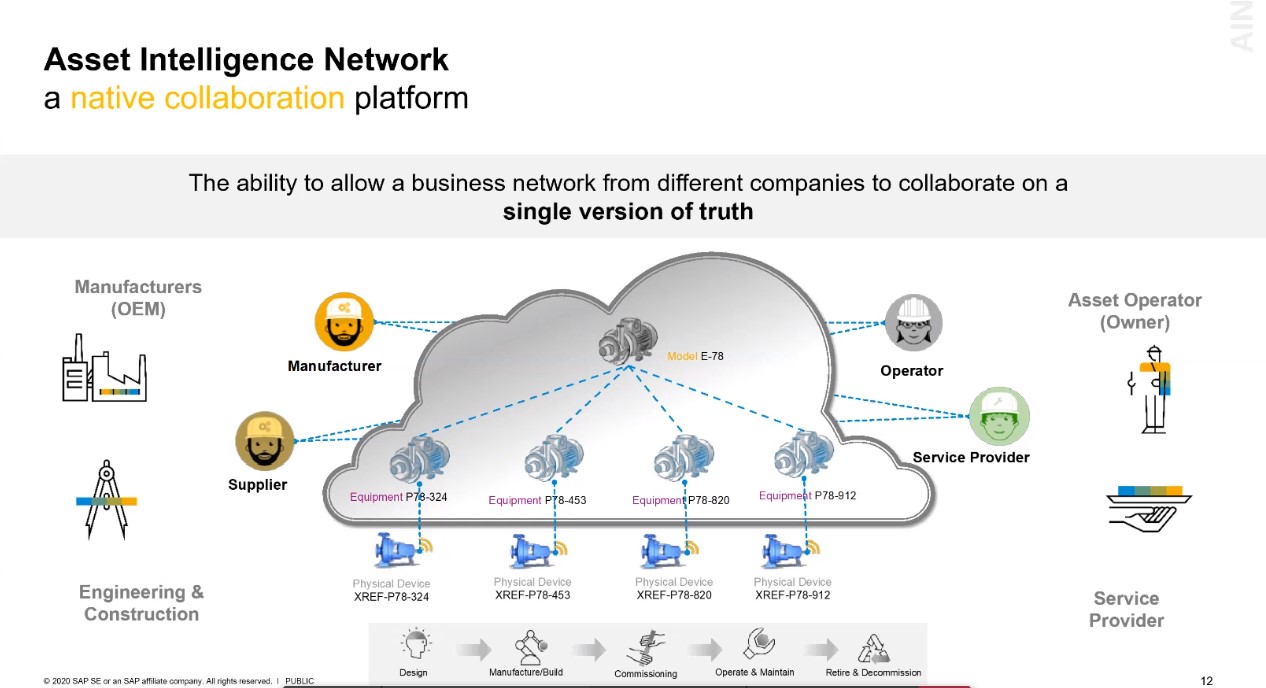 AIN
Asset Intelligence Network
a native collaboration platform
The ability to allow a business network from different companies to collaborate on a
single version of truth
Manufacturers
(OEM)
Engineering &
Construction
Manufacturer
Supplier
Model E-78
Equipment P78-324
Equipment P78-453
Equipment P78-820
Equipment P78-912
Physical Device
XREF-P78-324
Physical Device
XREF-P78-453
Physical Device
XREF-P78-820
Physical Device
XREF-P78-912
Operator
Service Provider
Asset Operator
(Owner)
Service
Provider
Design
Manufacture/Build
Commissioning
Operate & Maintain
Retire & Decommission
© 2020 SAP SE or an SAP affiliate company. All rights reserved. | PUBLIC
12